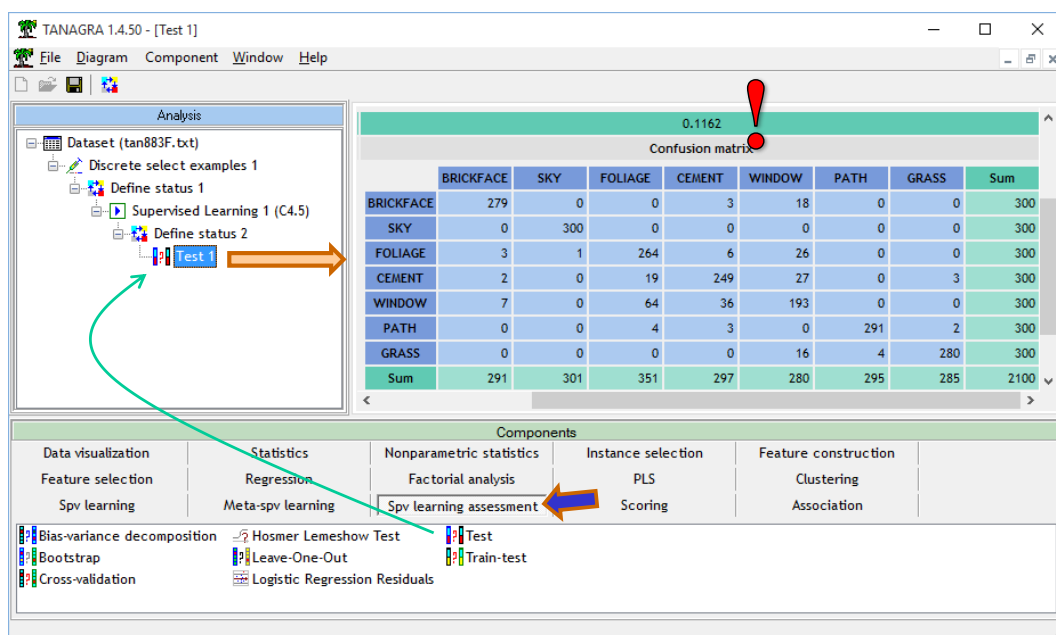 TANAGRA 1.4.50 - [Test 1]
File Diagram Component Window Help
Analysis
Dataset (tan883F.txt)
Discrete select examples 1
Define status 1
Supervised Learning 1 (C4.5)
Define status 2
Test 1
0.1162
Confusion matrix
BRICKFACE SKY FOLIAGE CEMENT WINDOW PATH GRASS Sum
BRICKFACE 279 0 0 3 18 0 0 300
SKY 0 300 0 0 0 0 0 300
FOLIAGE 3 1 264 6 26 0 0 300
CEMENT 2 0 19 249 27 0 3 300
WINDOW 7 0 64 36 193 0 0 300
PATH 0 0 4 3 0 291 2 300
GRASS 0 0 0 0 16 4 280 300
Sum 291 301 351 297 280 295 285 2100
Components
Data visualization Statistics Nonparametric statistics Instance selection Feature construction
Feature selection Regression Factorial analysis PLS Clustering
Spv learning Meta-spv learning Spv learning assessment Scoring Association
Bias-variance decomposition Hosmer Lemeshow Test Test
Bootstrap Leave-One-Out Train-test
Cross-validation Logistic Regression Residuals